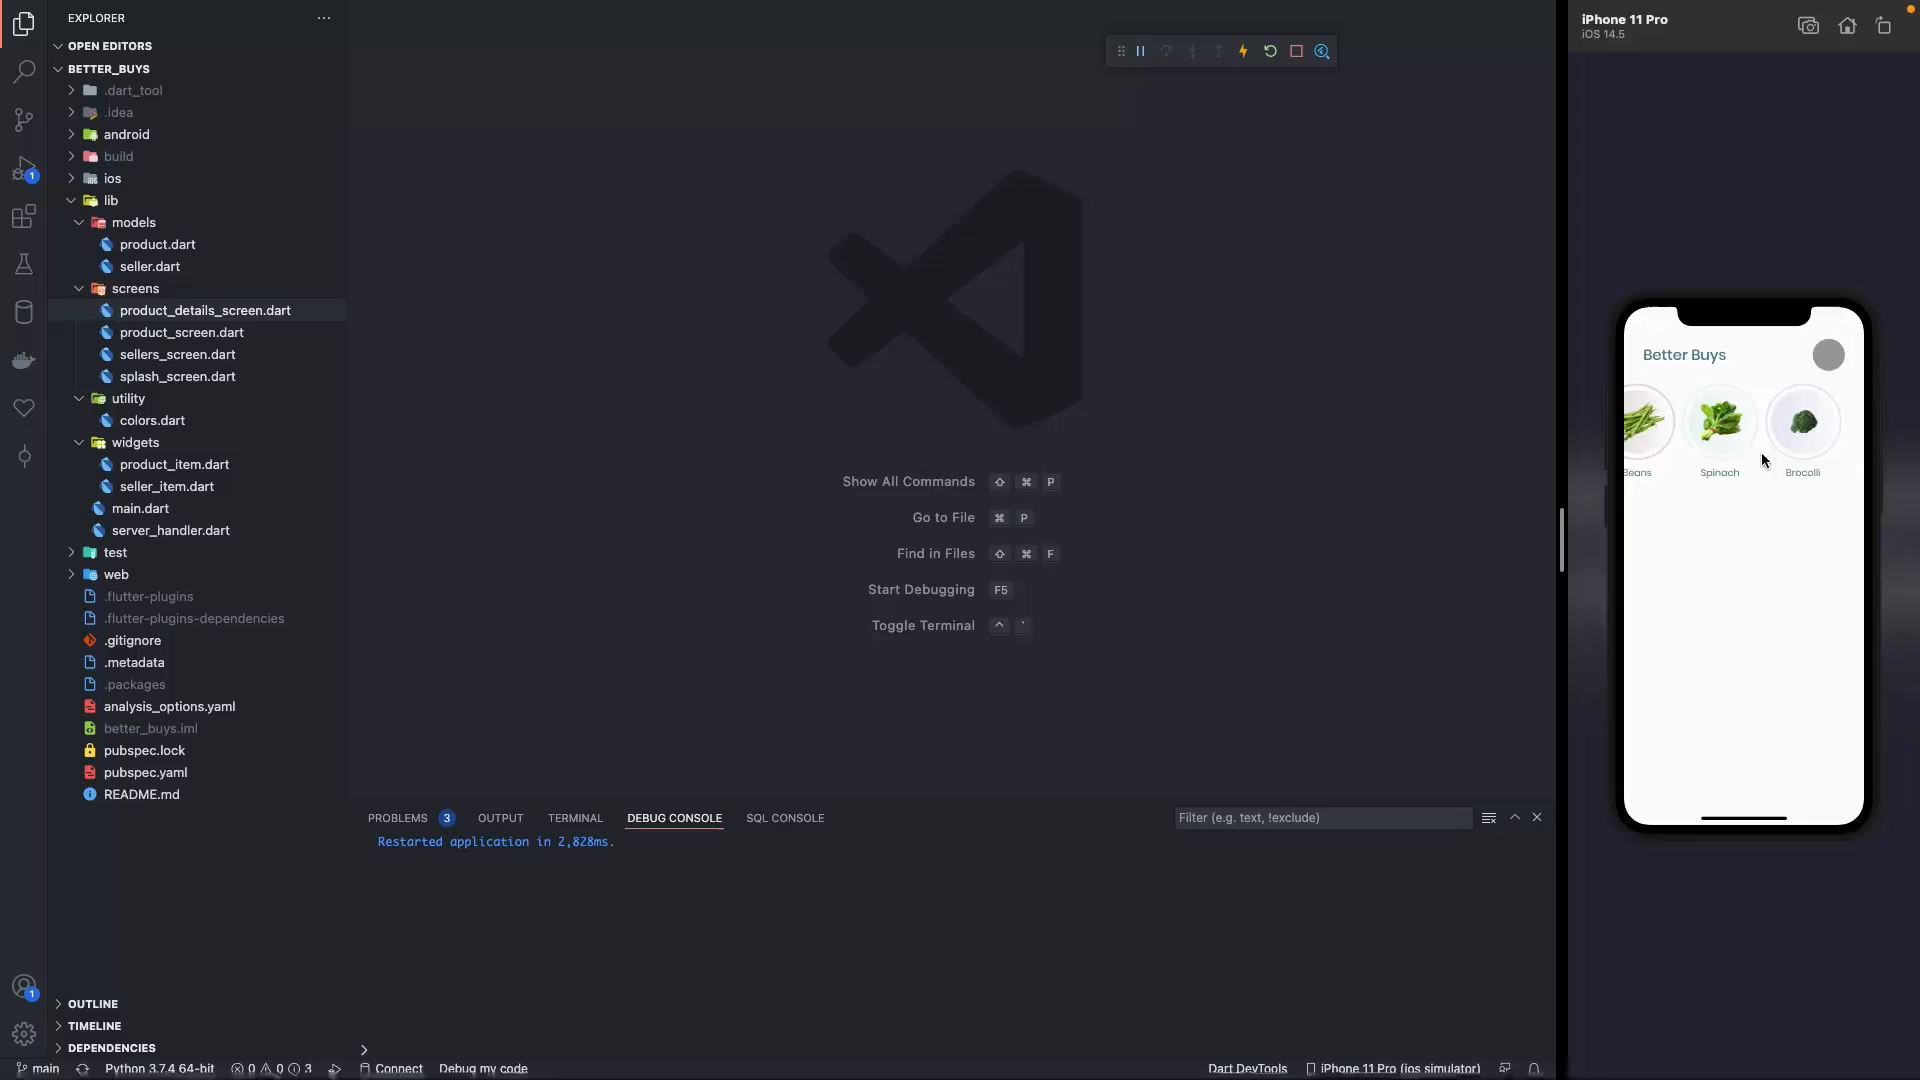 EXPLORER
OPEN EDITORS
BETTER_BUYS
.dart_tool
.idea
android
build
ios
lib
models
product.dart
seller.dart
screens
product_details_screen.dart
product_screen.dart
sellers_screen.dart
splash_screen.dart
utility
colors.dart
widgets
product_item.dart
seller_item.dart
main.dart
server_handler.dart
test
web
.flutter-plugins
.flutter-plugins-dependencies
.gitignore
.metadata
.packages
analysis_options.yaml
better_buys.iml
pubspec.lock
pubspec.yaml
README.md
OUTLINE
TIMELINE
DEPENDENCIES
1
1
Show All Commands ⇧ ⌘ P
Go to File ⌘ P
Find in Files ⇧ ⌘ F
Start Debugging F5
Toggle Terminal ^ `
PROBLEMS 3 OUTPUT TERMINAL DEBUG CONSOLE SQL CONSOLE
Filter (e.g. text, !exclude)
Restarted application in 2,828ms.
main Python 3.7.4 64-bit 0 0 3 Connect Debug my code Dart DevTools iPhone 11 Pro (ios simulator)
iPhone 11 Pro
iOS 14.5
Better Buys
Beans Spinach Brocolli